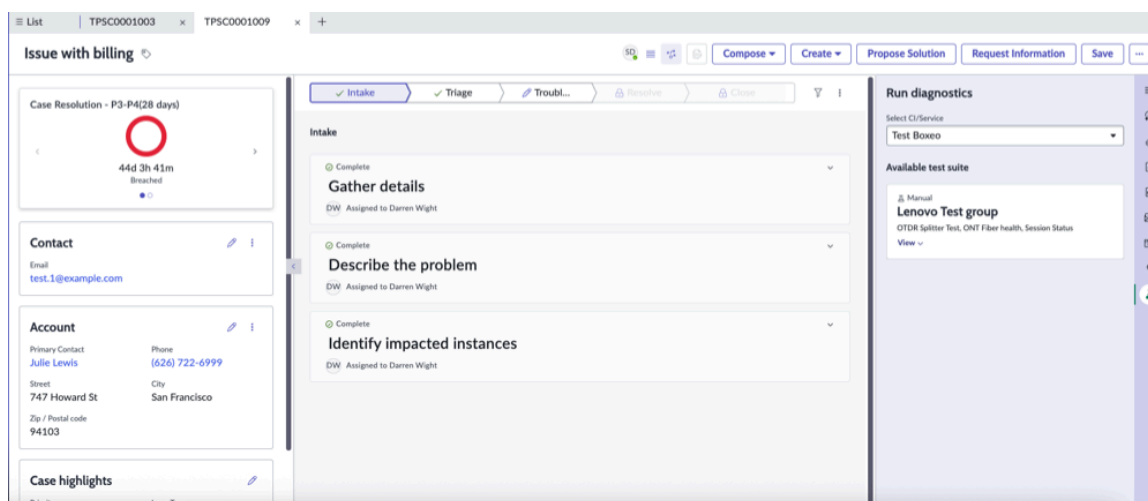 List
TPSC0001003
TPSC0001009
Issue with billing
SD
Compose
Create
Propose Solution
Request Information
Save
Case Resolution - P3-P4(28 days)
44d 3h 41m
Breached
Contact
Email
test.1@example.com
Account
Primary Contact
Phone
Julie Lewis
(626) 722-6999
Street
City
747 Howard St
San Francisco
Zip / Postal code
94103
Case highlights
Intake
Triage
Troubl...
Resolve
Close
Intake
Complete
Gather details
DW Assigned to Darren Wight
Complete
Describe the problem
DW Assigned to Darren Wight
Complete
Identify impacted instances
DW Assigned to Darren Wight
Run diagnostics
Select CI/Service
Test Boxeo
Available test suite
Manual
Lenovo Test group
OTDR Splitter Test, ONT Fiber health, Session Status
View